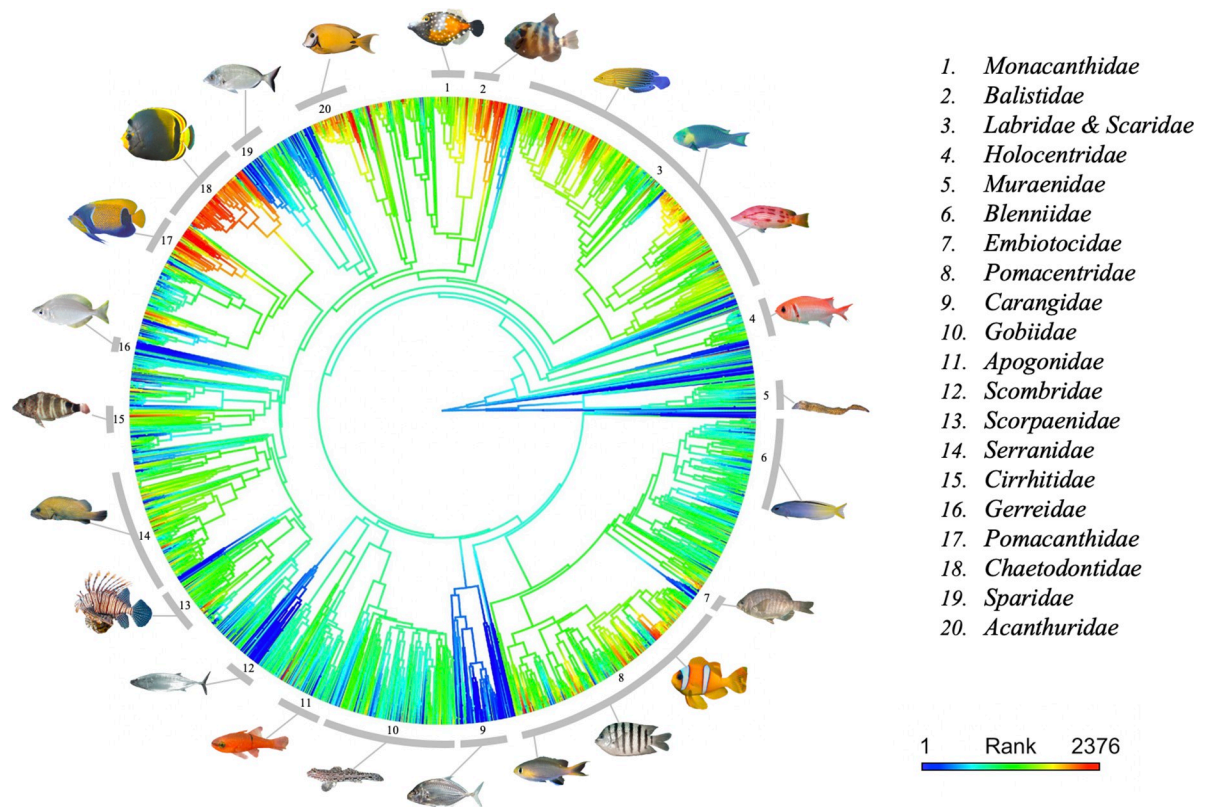 1. Monacanthidae
2. Balistidae
3. Labridae & Scaridae
4. Holocentridae
5. Muraenidae
6. Blenniidae
7. Embiotocidae
8. Pomacentridae
9. Carangidae
10. Gobiidae
11. Apogonidae
12. Scombridae
13. Scorpaenidae
14. Serranidae
15. Cirrhitidae
16. Gerreidae
17. Pomacanthidae
18. Chaetodontidae
19. Sparidae
20. Acanthuridae
1 Rank 2376
1
2
3
4
5
6
7
8
9
10
11
12
13
14
15
16
17
18
19
20